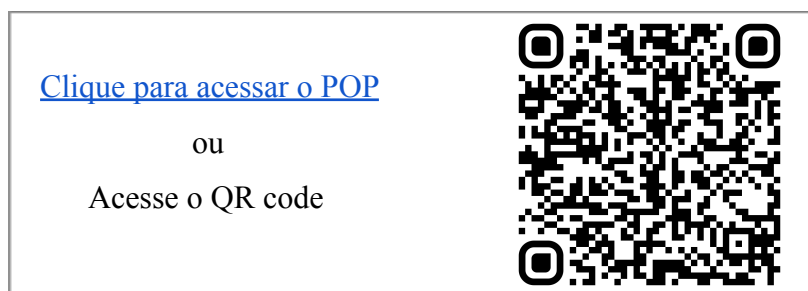 Clique para acessar o POP
ou
Acesse o QR code